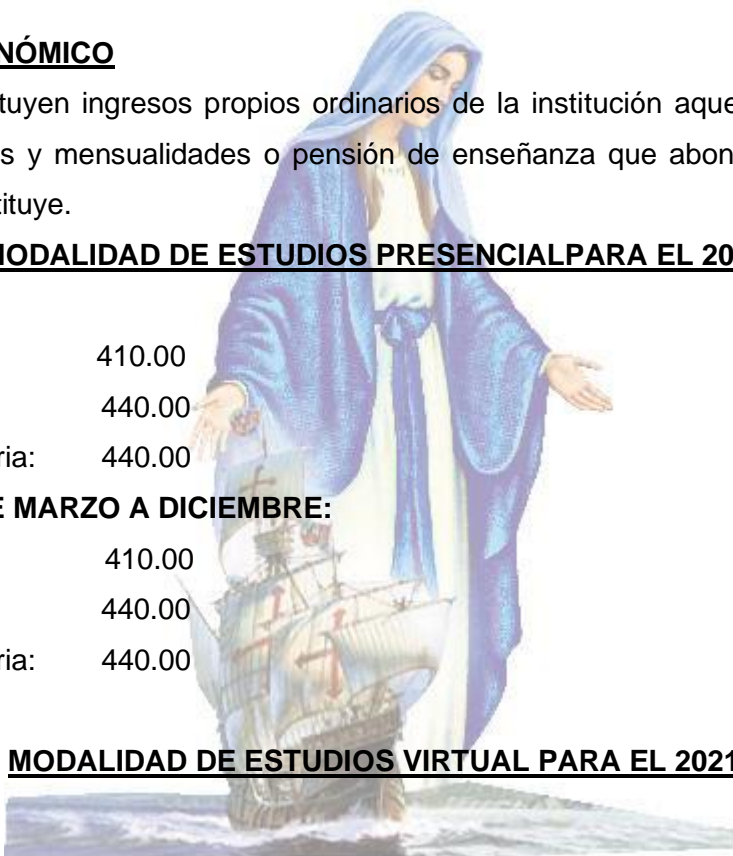 NÓMICO
tuyen ingresos propios ordinarios de la institución aque
s y mensualidades o pensión de enseñanza que abon
tituye.
MODALIDAD DE ESTUDIOS PRESENCIALPARA EL 20
410.00
440.00
ria: 440.00
E MARZO A DICIEMBRE:
410.00
440.00
ria: 440.00
MODALIDAD DE ESTUDIOS VIRTUAL PARA EL 2021